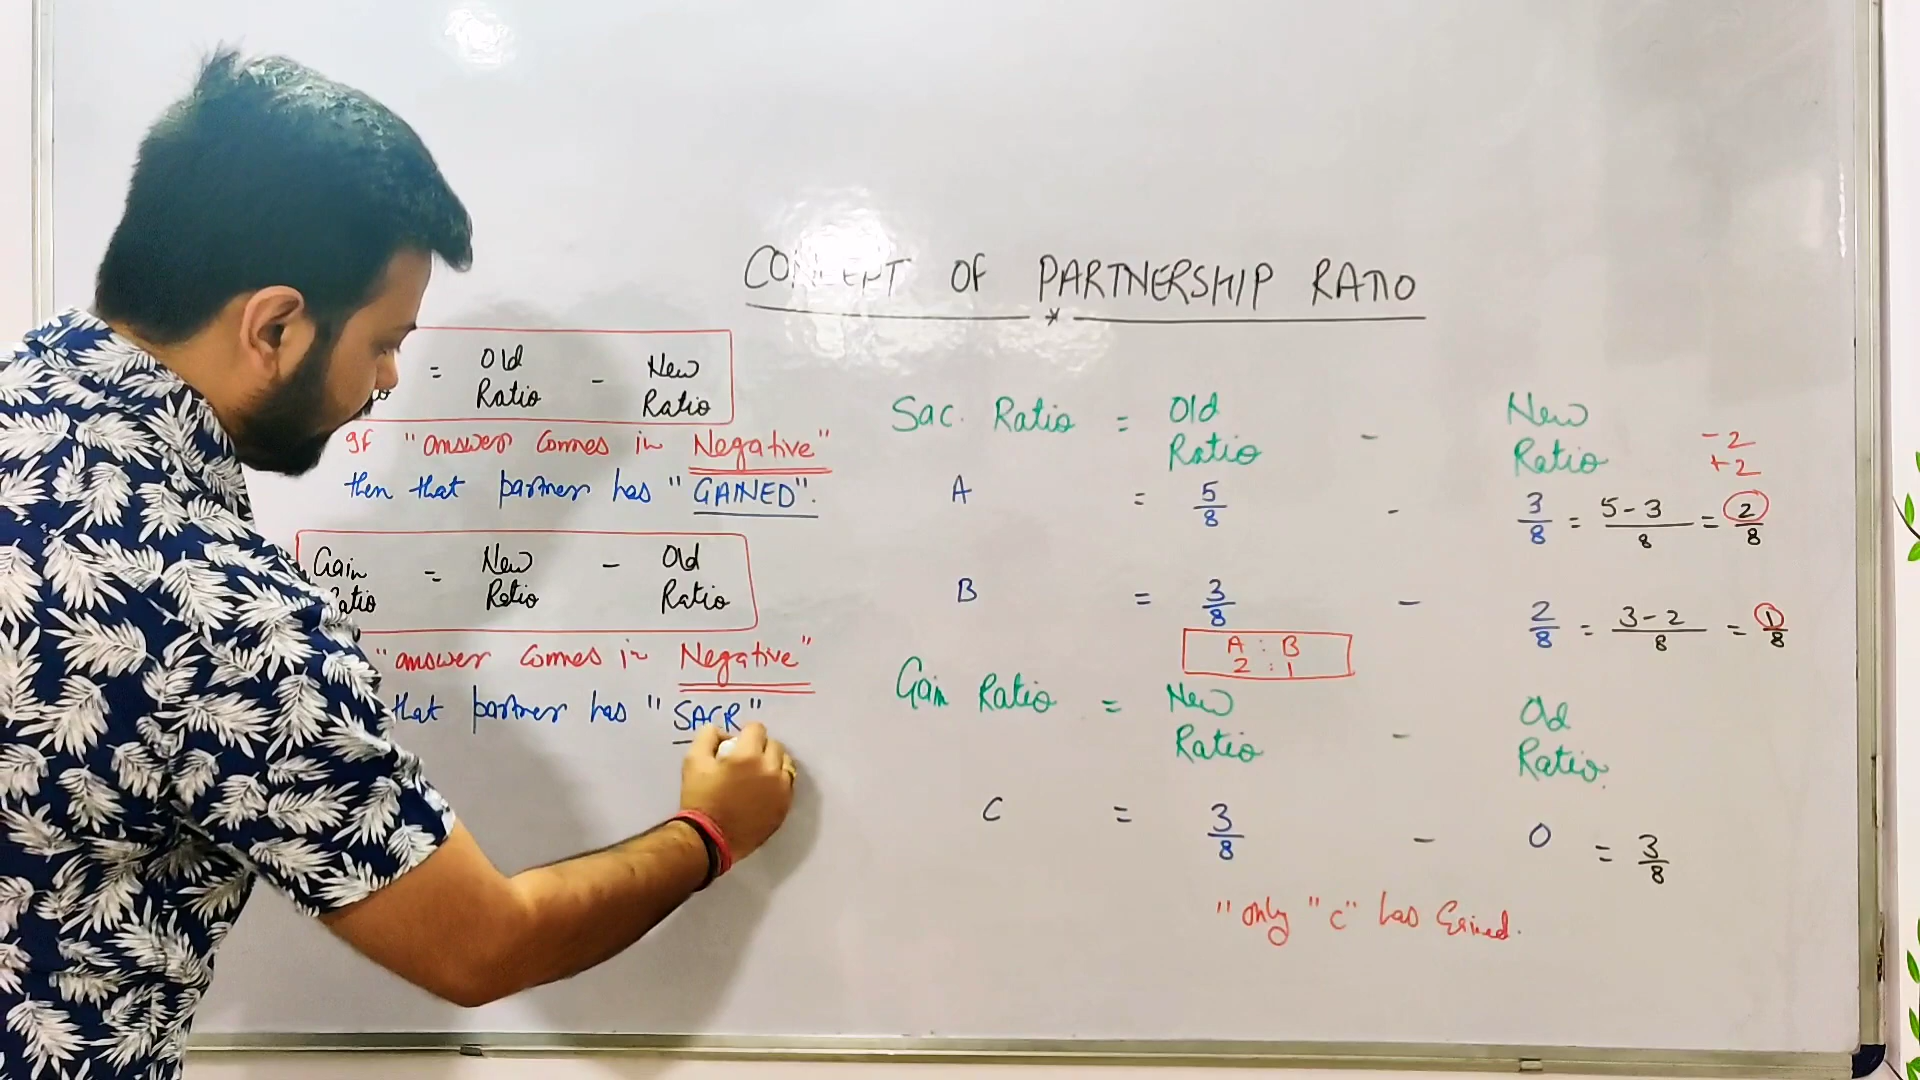 CONCEPT OF PARTNERSHIP RATIO
= Old Ratio - New Ratio
If "answer comes in Negative"
then that partner has "GAINED".
Gain Ratio = New Ratio - Old Ratio
"answer comes in Negative"
that partner has "SACR"
Sac. Ratio = Old Ratio - New Ratio
-2
+2
A = 5/8 - 3/8 = 5-3/8 = 2/8
B = 3/8 - 2/8 = 3-2/8 = 1/8
A : B
2 : 1
Gain Ratio = New Ratio - Old Ratio
C = 3/8 - 0 = 3/8
"only "C" has Gained.